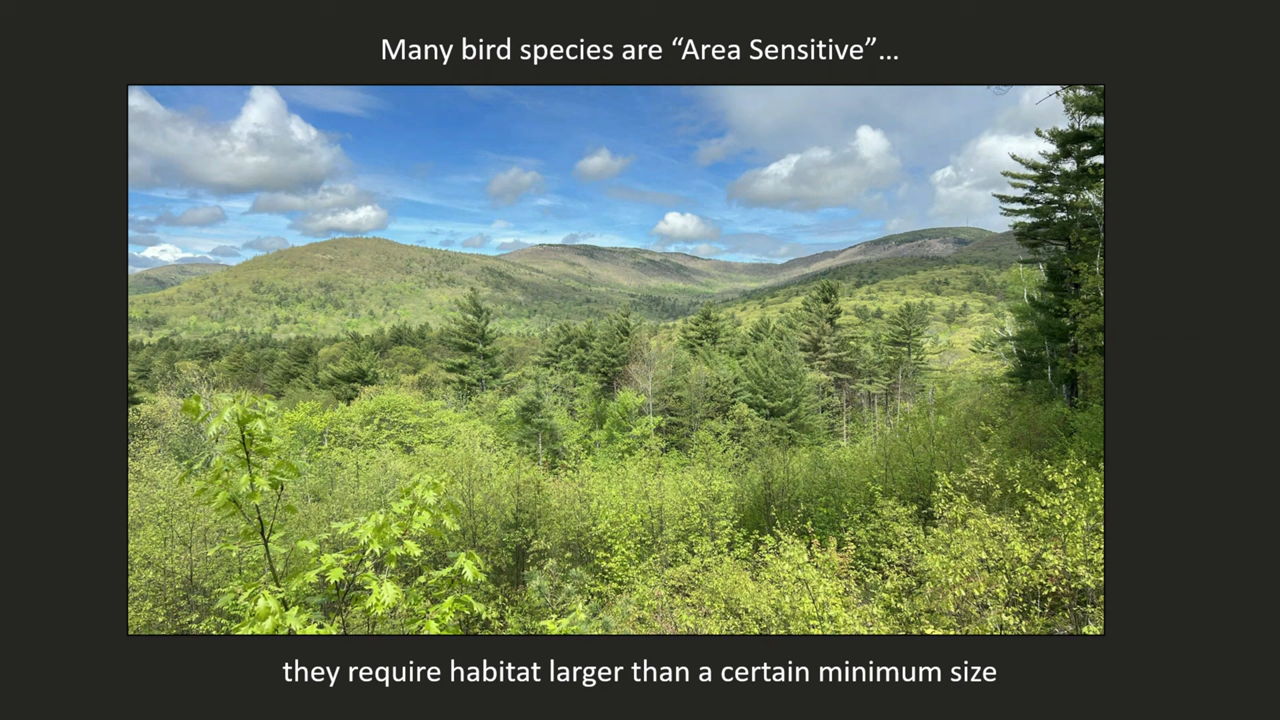 Many bird species are “Area Sensitive”...
they require habitat larger than a certain minimum size